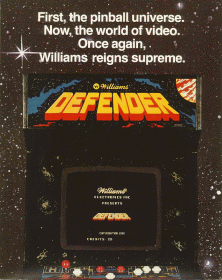 First, the pinball universe.
Now, the world of video.
Once again,
Williams reigns supreme.
Williams
DEFENDER
Williams
ELECTRONICS INC
PRESENTS
DEFENDER
CREDITS: 10